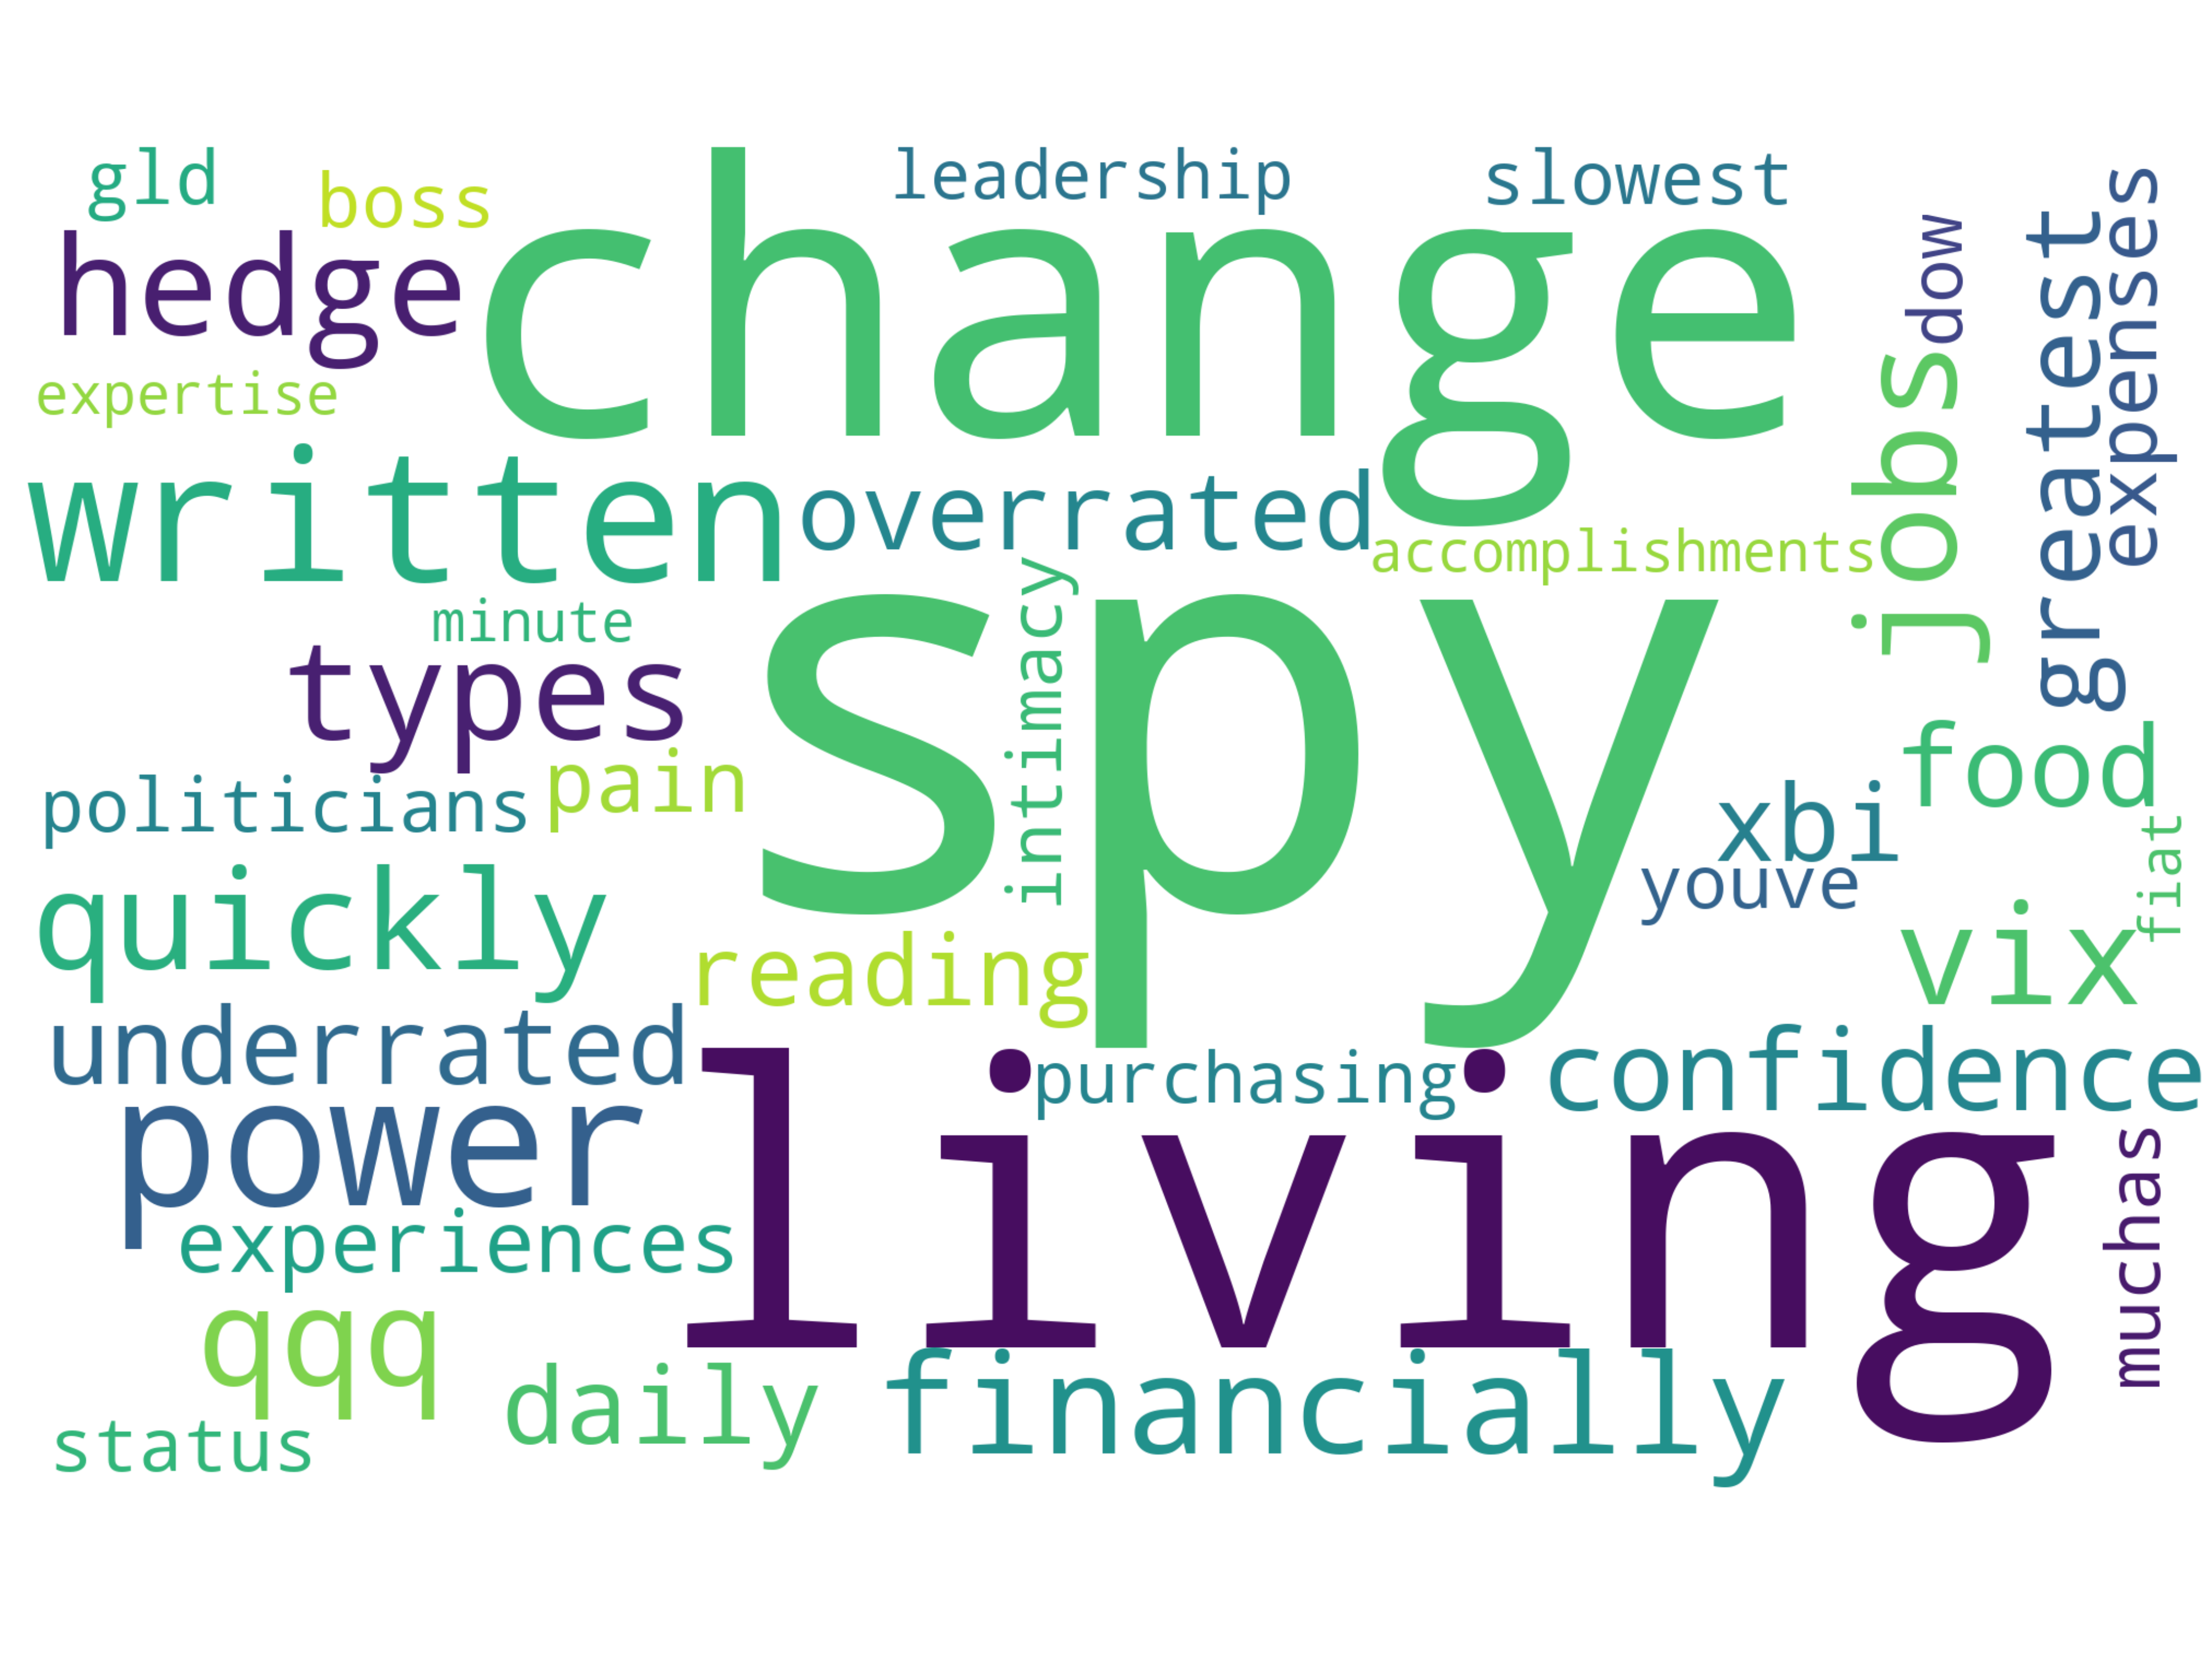 gld
boss
leadership
slowest
hedge
change
dow
greatest
expenses
expertise
jobs
written
overrated
accomplishments
minute
types
intimacy
spy
food
politicians
pain
xbi
fiat
quickly
youve
reading
vix
underrated
purchasing
confidence
power
living
muchas
experiences
qqq
daily
financially
status